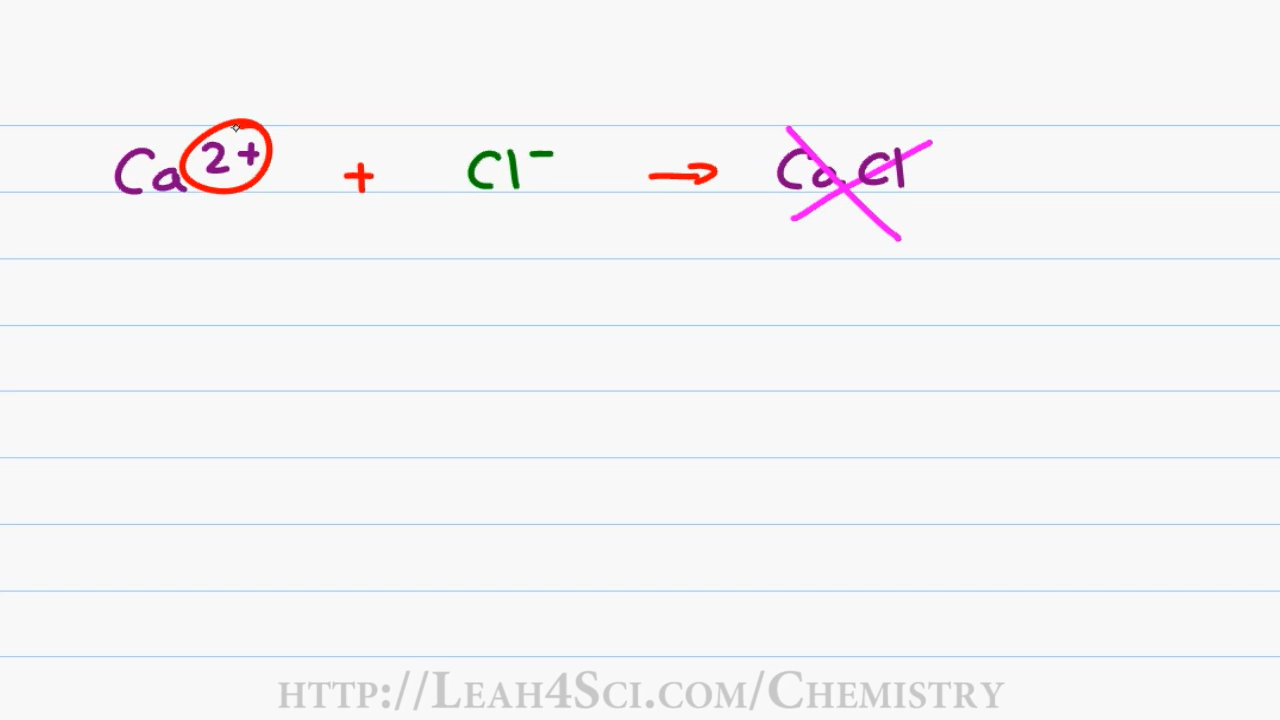 Ca²⁺ + Cl⁻ → CaCl
HTTP://LEAH4SCI.COM/CHEMISTRY